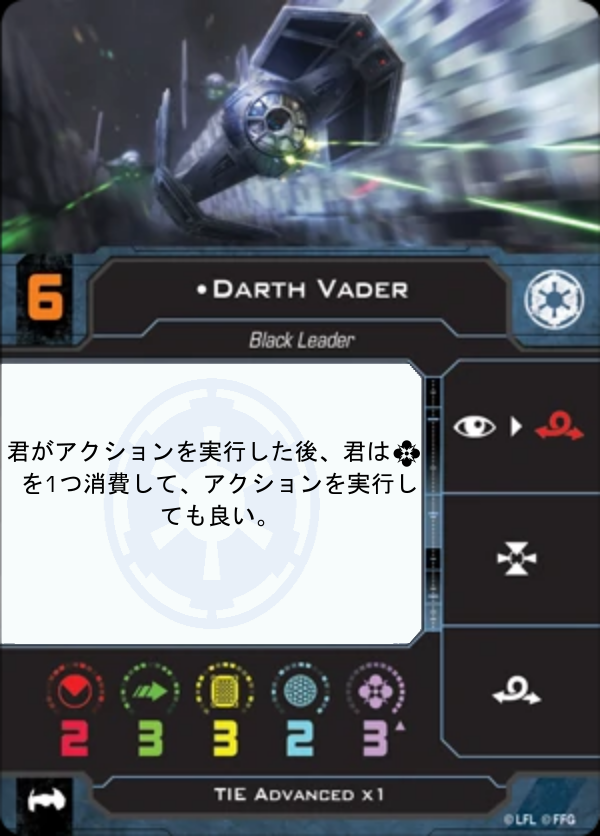 6
•DARTH VADER
Black Leader
君がアクションを実行した後、君は
を1つ消費して、アクションを実行し
ても良い。
2 3 3 2 3
TIE ADVANCED X1
©LFL ©FFG